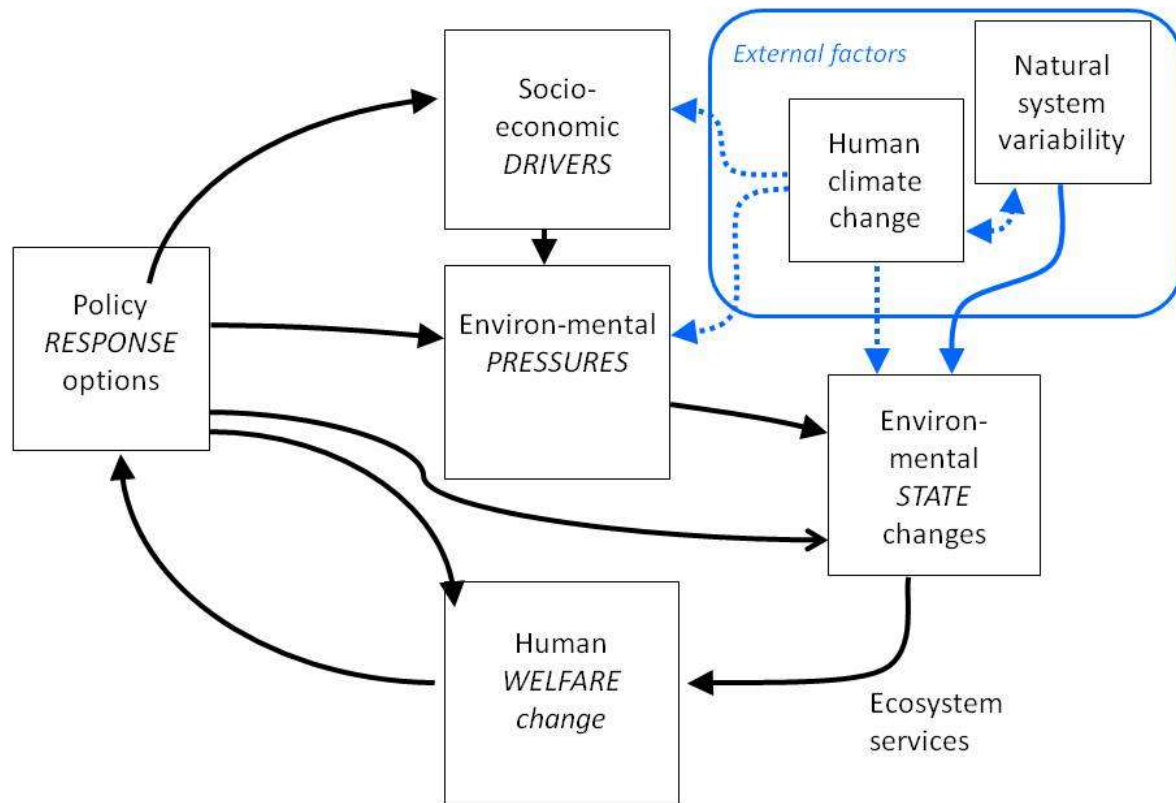 External factors
Natural
system
variability
Socio-
economic
DRIVERS
Human
climate
change
Policy
RESPONSE
options
Environ-mental
PRESSURES
Environ-
mental
STATE
changes
Human
WELFARE
change
Ecosystem
services